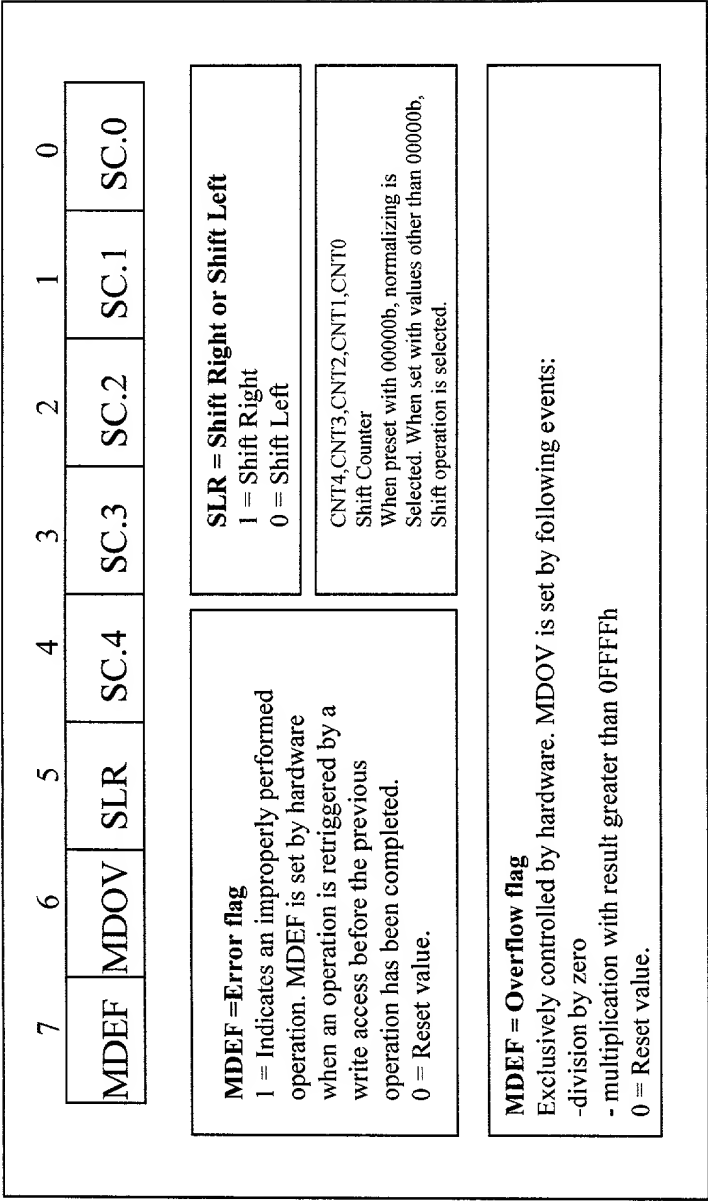 7 6 5 4 3 2 1 0
MDEF MDOV SLR SC.4 SC.3 SC.2 SC.1 SC.0
MDEF =Error flag
1 = Indicates an improperly performed
operation. MDEF is set by hardware
when an operation is retriggered by a
write access before the previous
operation has been completed.
0 = Reset value.
SLR = Shift Right or Shift Left
1 = Shift Right
0 = Shift Left
CNT4,CNT3,CNT2,CNT1,CNT0
Shift Counter
When preset with 00000b, normalizing is
Selected. When set with values other than 00000b,
Shift operation is selected.
MDEF = Overflow flag
Exclusively controlled by hardware. MDOV is set by following events:
-division by zero
- multiplication with result greater than 0FFFFh
0 = Reset value.